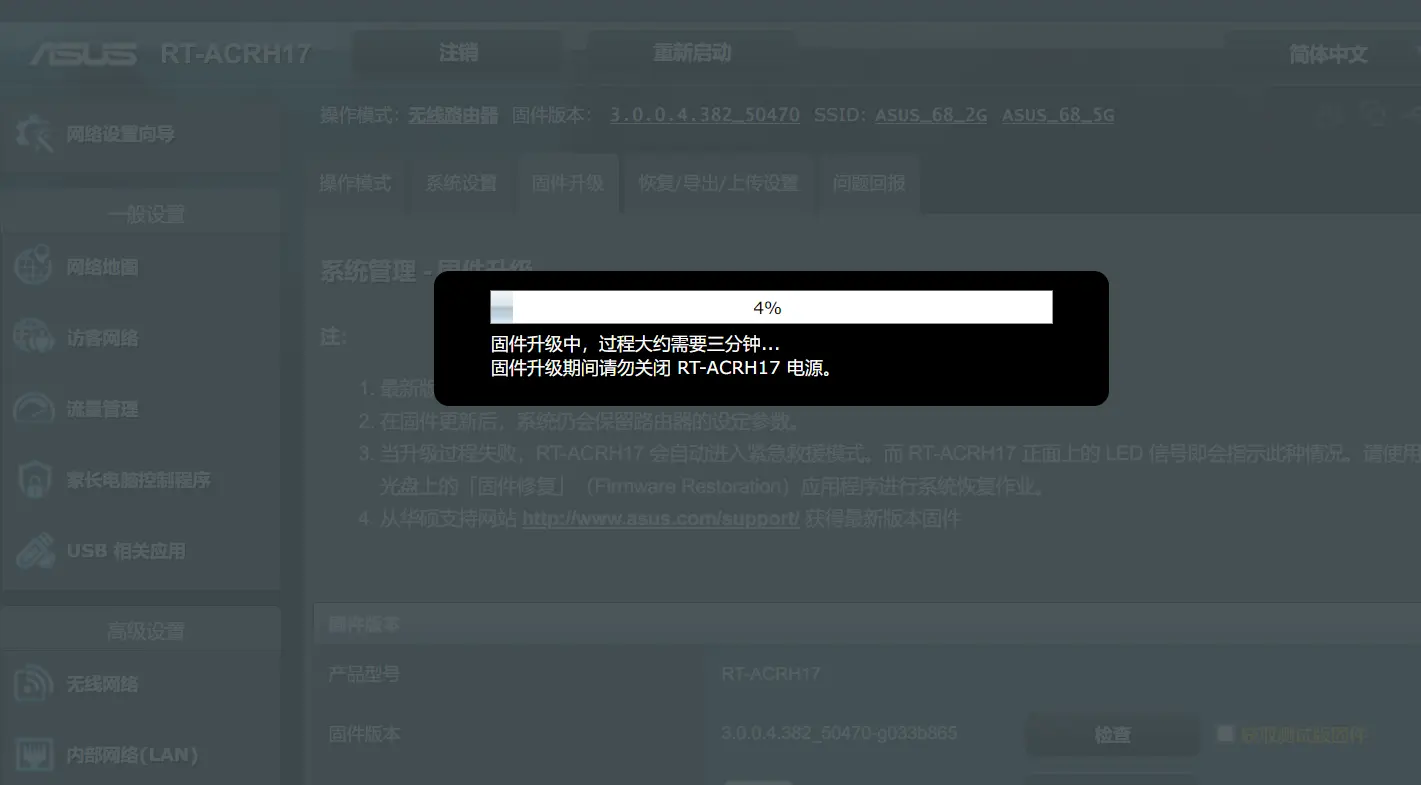 ASUS RT-ACRH17 注销 重新启动 简体中文
操作模式: 无线路由器 固件版本: 3.0.0.4.382_50470 SSID: ASUS_68_2G ASUS_68_5G
网络设置向导
操作模式 系统设置 固件升级 恢复/导出/上传设置 问题回报
一般设置
网络地图
访客网络
流量管理
家长电脑控制程序
USB 相关应用
高级设置
无线网络
内部网络(LAN)
系统管理 - 固件升级
4%
固件升级中，过程大约需要三分钟...
固件升级期间请勿关闭 RT-ACRH17 电源。
注:
1. 最新版
2. 在固件更新后，系统仍会保留路由器的设定参数。
3. 当升级过程失败，RT-ACRH17 会自动进入紧急救援模式。而 RT-ACRH17 正面上的 LED 信号即会指示此种情况。请使用
光盘上的「固件修复」（Firmware Restoration）应用程序进行系统恢复作业。
4. 从华硕支持网站 http://www.asus.com/support/ 获得最新版本固件
固件版本
产品型号 RT-ACRH17
固件版本 3.0.0.4.382_50470-g033b865 检查 获取测试版固件